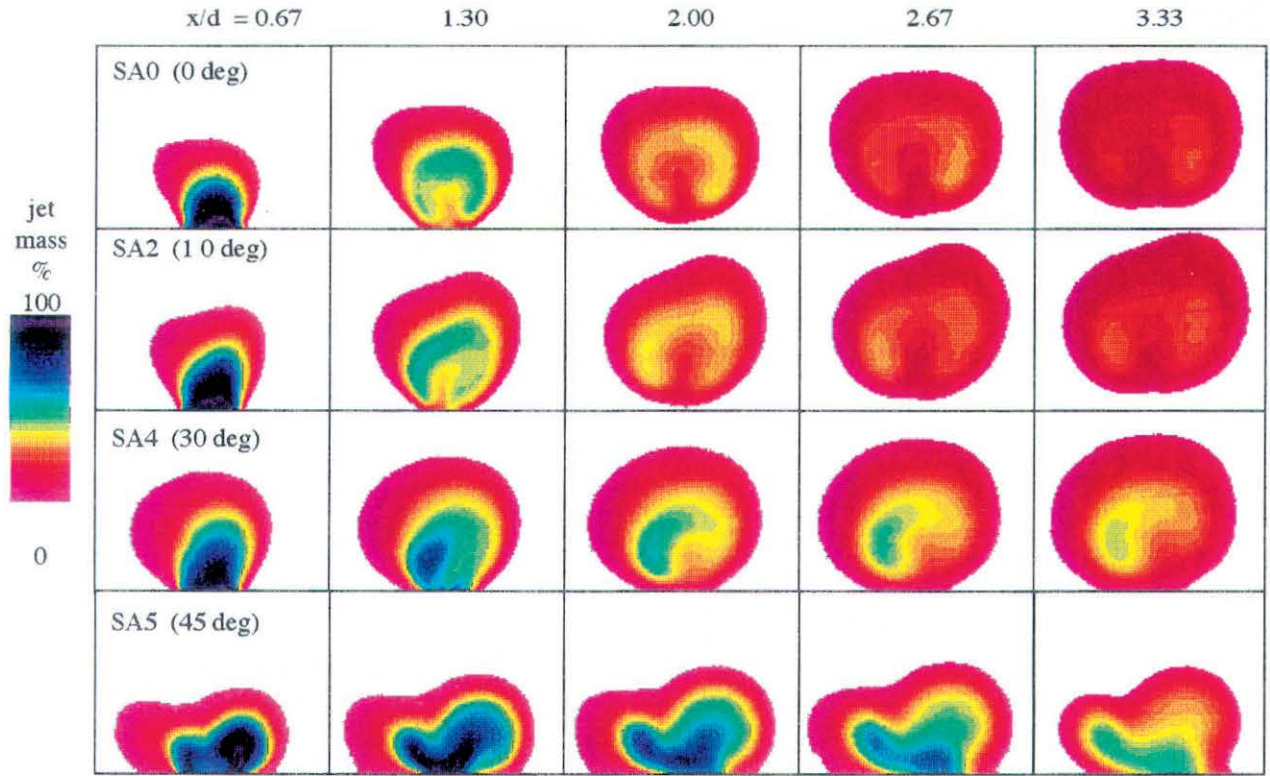 x/d = 0.67 1.30 2.00 2.67 3.33
SA0 (0 deg)
jet
mass
%
100
SA2 (1 0 deg)
SA4 (30 deg)
0
SA5 (45 deg)